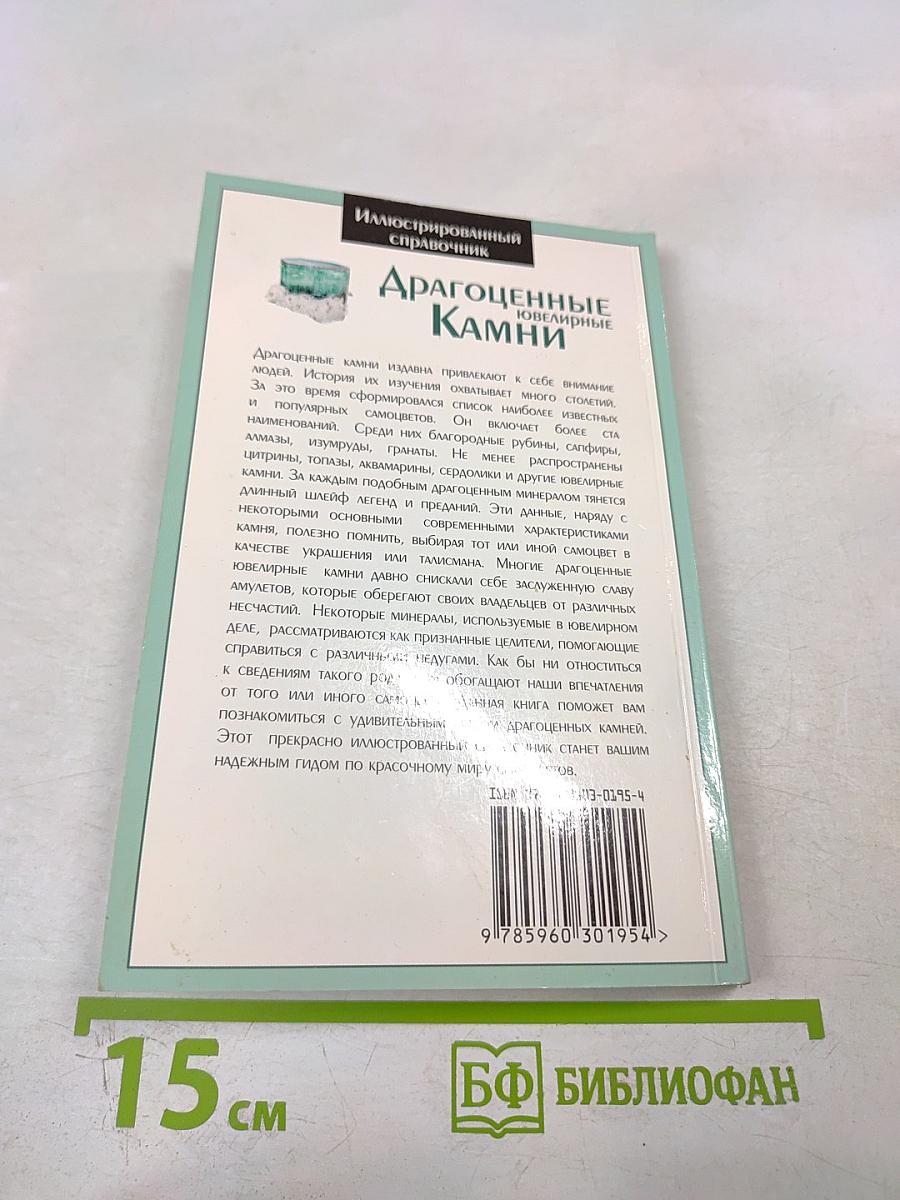 Иллюстрированный
справочник
Драгоценные
ювелирные
Камни
Драгоценные камни издавна привлекают к себе внимание
людей. История их изучения охватывает много столетий.
За это время сформировался список наиболее известных
и популярных самоцветов. Он включает более ста
наименований. Среди них благородные рубины, сапфиры,
алмазы, изумруды, гранаты. Не менее распространены
цитрины, топазы, аквамарины, сердолики и другие ювелирные
камни. За каждым подобным драгоценным минералом тянется
длинный шлейф легенд и преданий. Эти данные, наряду с
некоторыми основными современными характеристиками
камня, полезно помнить, выбирая тот или иной самоцвет в
качестве украшения или талисмана. Многие драгоценные
ювелирные камни давно снискали себе заслуженную славу
амулетов, которые оберегают своих владельцев от различных
несчастий. Некоторые минералы, используемые в ювелирном
деле, рассматриваются как признанные целители, помогающие
справиться с различными недугами. Как бы ни относиться
к сведениям такого обогащают наши впечатления
от того или иного книга поможет вам
познакомиться с удивительным драгоценных камней.
Этот прекрасно иллюстрированный станет вашим
надежным гидом по красочному миру
ISBN 0195-4
9 785960 301954 >
15 см
БФ БИБЛИОФАН